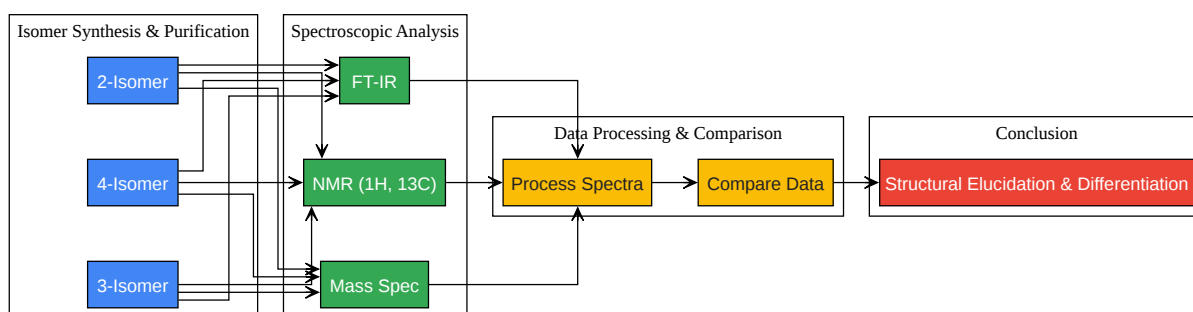 Isomer Synthesis & Purification
Spectroscopic Analysis
2-Isomer
FT-IR
Data Processing & Comparison
Conclusion
4-Isomer
NMR (1H, 13C)
Process Spectra
Compare Data
Structural Elucidation & Differentiation
3-Isomer
Mass Spec